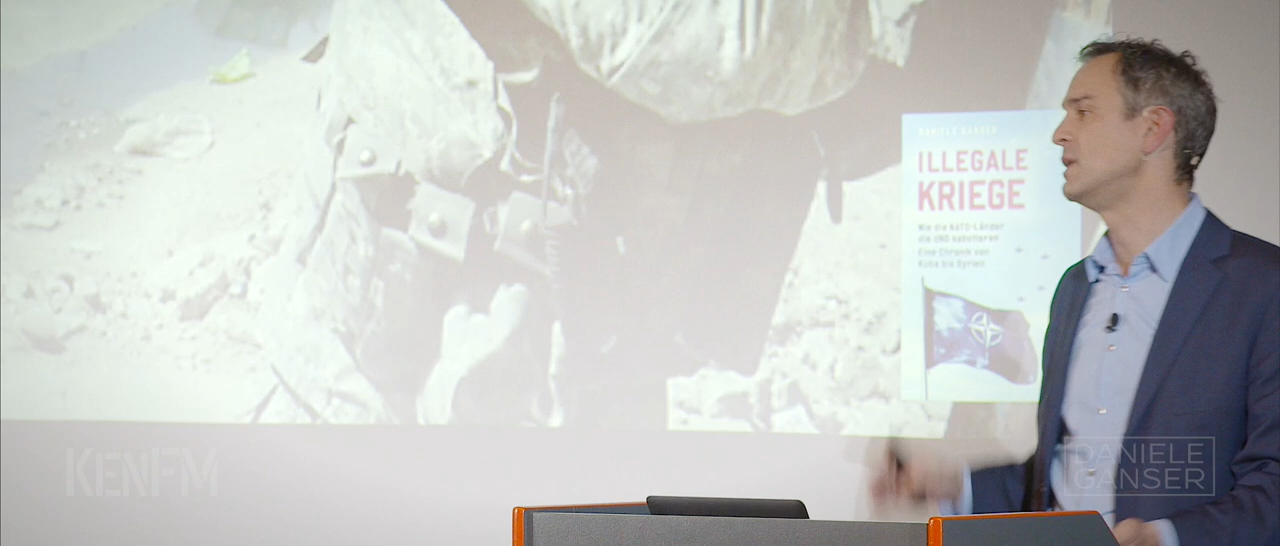 DANIELE GANSER
ILLEGALE
KRIEGE
Wie die NATO-Länder
die UNO sabotieren
Eine Chronik von
Kuba bis Syrien
KENFM
DANIELE
GANSER